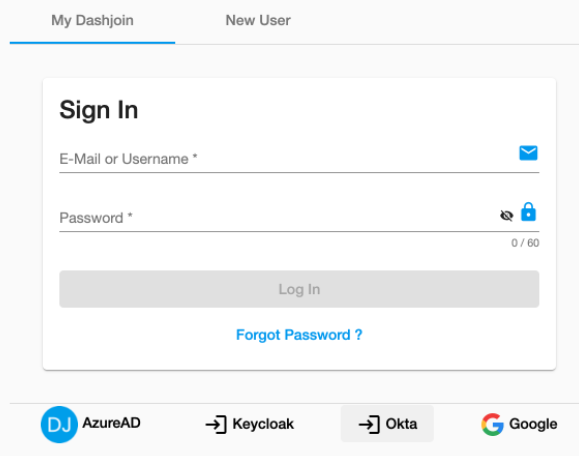 My Dashjoin New User
Sign In
E-Mail or Username *
Password *
0 / 60
Log In
Forgot Password ?
DJ AzureAD Keycloak Okta G Google